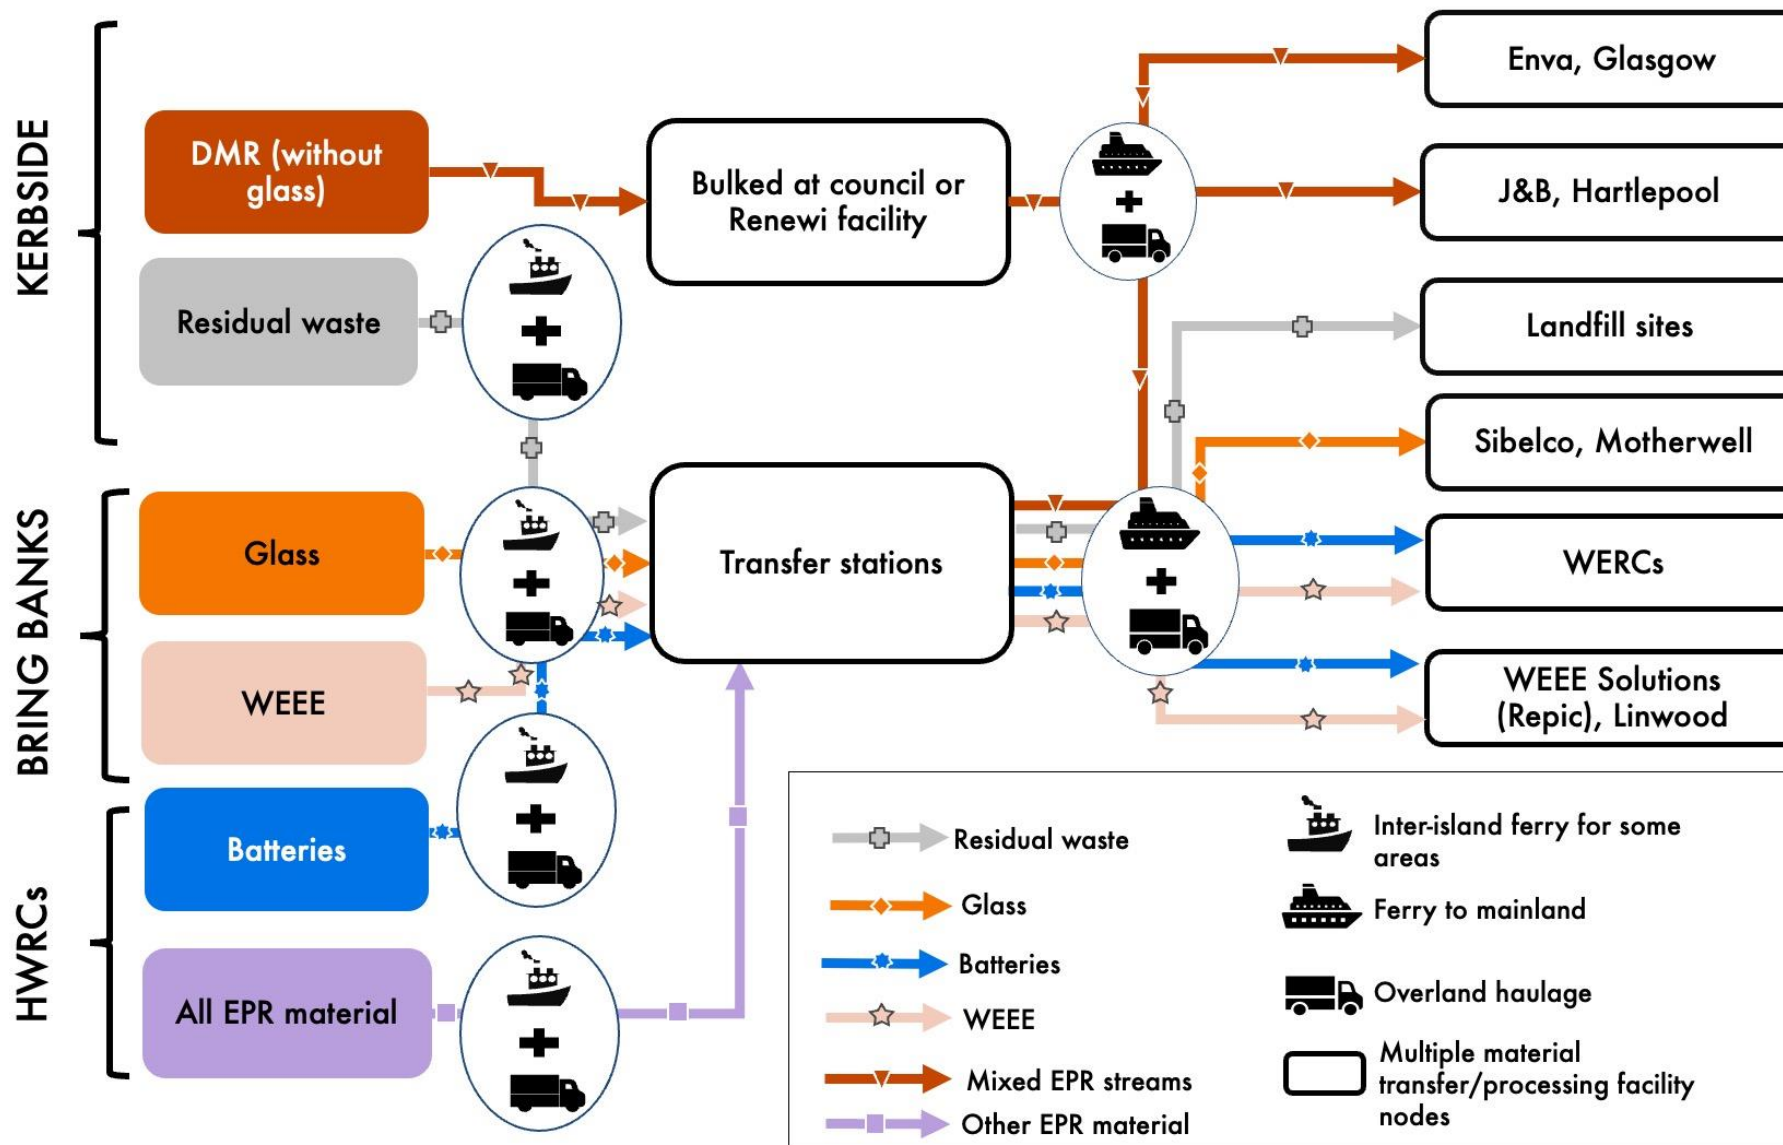 KERBSIDE
DMR (without
glass)
Residual waste
Bulked at council or
Renewi facility
Enva, Glasgow
J&B, Hartlepool
Landfill sites
Sibelco, Motherwell
BRING BANKS
Glass
WEEE
Transfer stations
WERCs
WEEE Solutions
(Repic), Linwood
HWRCs
Batteries
All EPR material
Residual waste
Glass
Batteries
WEEE
Mixed EPR streams
Other EPR material
Inter-island ferry for some
areas
Ferry to mainland
Overland haulage
Multiple material
transfer/processing facility
nodes